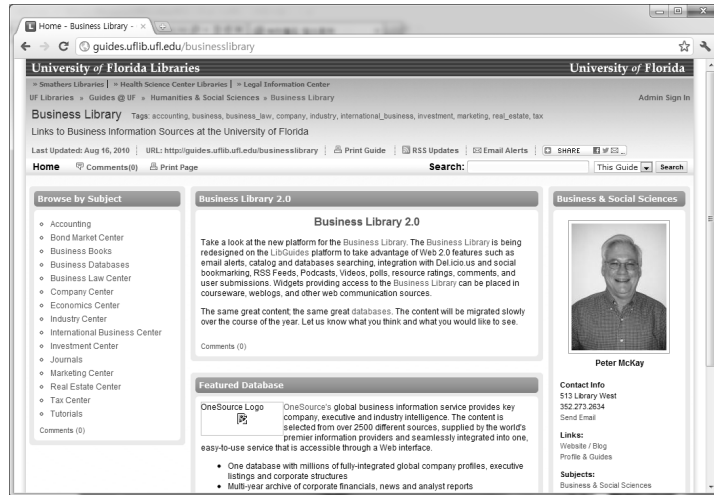 Home - Business Library -
guides.uflib.ufl.edu/businesslibrary
University of Florida Libraries
University of Florida
» Smathers Libraries | » Health Science Center Libraries | » Legal Information Center
UF Libraries » Guides @ UF » Humanities & Social Sciences » Business Library
Admin Sign In
Business Library Tags: accounting, business, business_law, company, industry, international_business, investment, marketing, real_estate, tax
Links to Business Information Sources at the University of Florida
Last Updated: Aug 16, 2010 URL: http://guides.uflib.ufl.edu/businesslibrary Print Guide RSS Updates Email Alerts SHARE
Home Comments(0) Print Page Search: This Guide Search
Browse by Subject
Accounting
Bond Market Center
Business Books
Business Databases
Business Law Center
Company Center
Economics Center
Industry Center
International Business Center
Investment Center
Journals
Marketing Center
Real Estate Center
Tax Center
Tutorials
Comments (0)
Business Library 2.0
Business Library 2.0
Take a look at the new platform for the Business Library. The Business Library is being
redesigned on the LibGuides platform to take advantage of Web 2.0 features such as
email alerts, catalog and databases searching, integration with Del.icio.us and social
bookmarking, RSS Feeds, Podcasts, Videos, polls, resource ratings, comments, and
user submissions. Widgets providing access to the Business Library can be placed in
courseware, weblogs, and other web communication sources.
The same great content; the same great databases. The content will be migrated slowly
over the course of the year. Let us know what you think and what you would like to see.
Comments (0)
Featured Database
OneSource Logo
OneSource's global business information service provides key
company, executive and industry intelligence. The content is
selected from over 2500 different sources, supplied by the world's
premier information providers and seamlessly integrated into one,
easy-to-use service that is accessible through a Web interface.
• One database with millions of fully-integrated global company profiles, executive
listings and corporate structures
• Multi-year archive of corporate financials, news and analyst reports
Business & Social Sciences
Peter McKay
Contact Info
513 Library West
352.273.2634
Send Email
Links:
Website / Blog
Profile & Guides
Subjects:
Business & Social Sciences